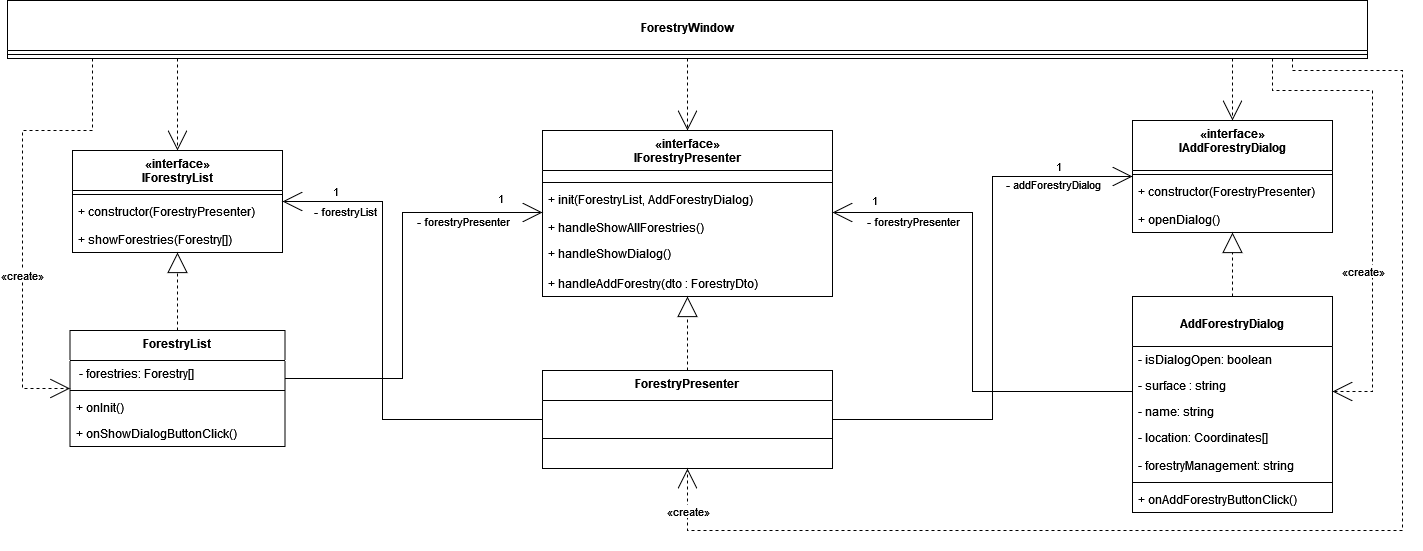 ForestryWindow
«interface»
IForestryList
+ constructor(ForestryPresenter)
+ showForestries(Forestry[])
1
- forestryList
1
- forestryPresenter
«interface»
IForestryPresenter
+ init(ForestryList, AddForestryDialog)
+ handleShowAllForestries()
+ handleShowDialog()
+ handleAddForestry(dto : ForestryDto)
1
- forestryPresenter
1
- addForestryDialog
«interface»
IAddForestryDialog
+ constructor(ForestryPresenter)
+ openDialog()
«create»
«create»
ForestryList
- forestries: Forestry[]
+ onInit()
+ onShowDialogButtonClick()
ForestryPresenter
«create»
AddForestryDialog
- isDialogOpen: boolean
- surface : string
- name: string
- location: Coordinates[]
- forestryManagement: string
+ onAddForestryButtonClick()